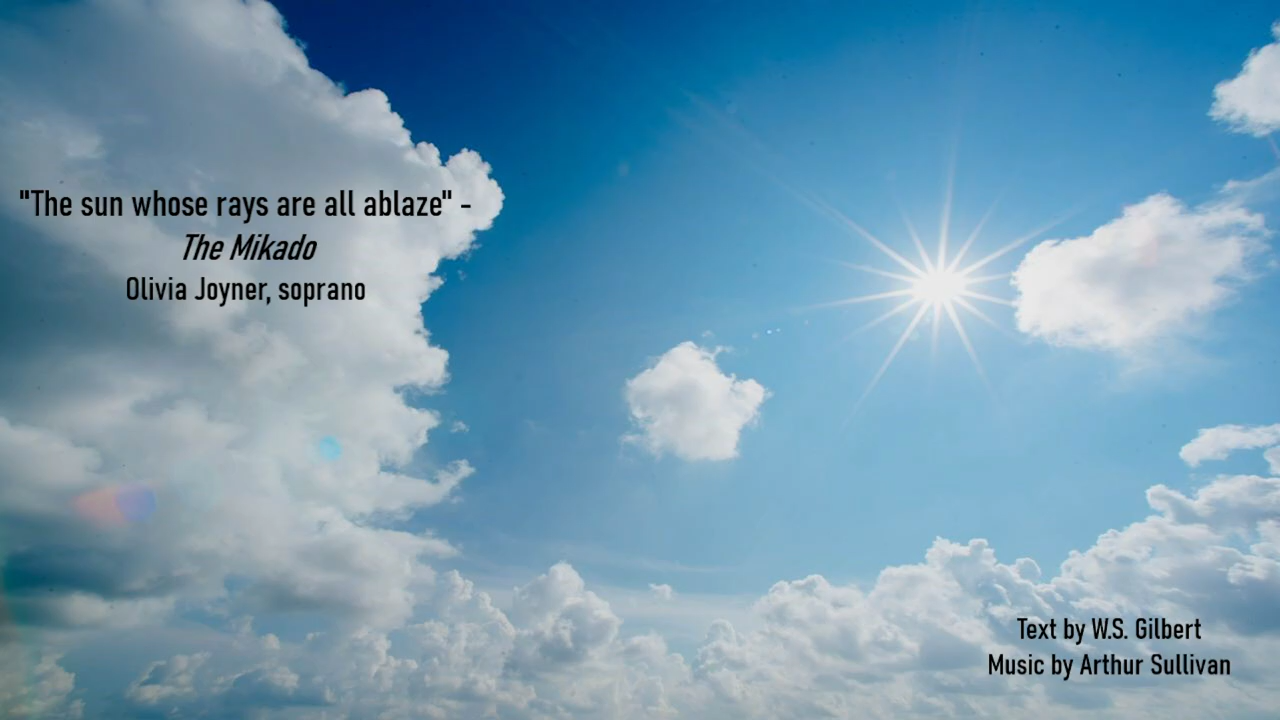 "The sun whose rays are all ablaze" -
The Mikado
Olivia Joyner, soprano
Text by W.S. Gilbert
Music by Arthur Sullivan